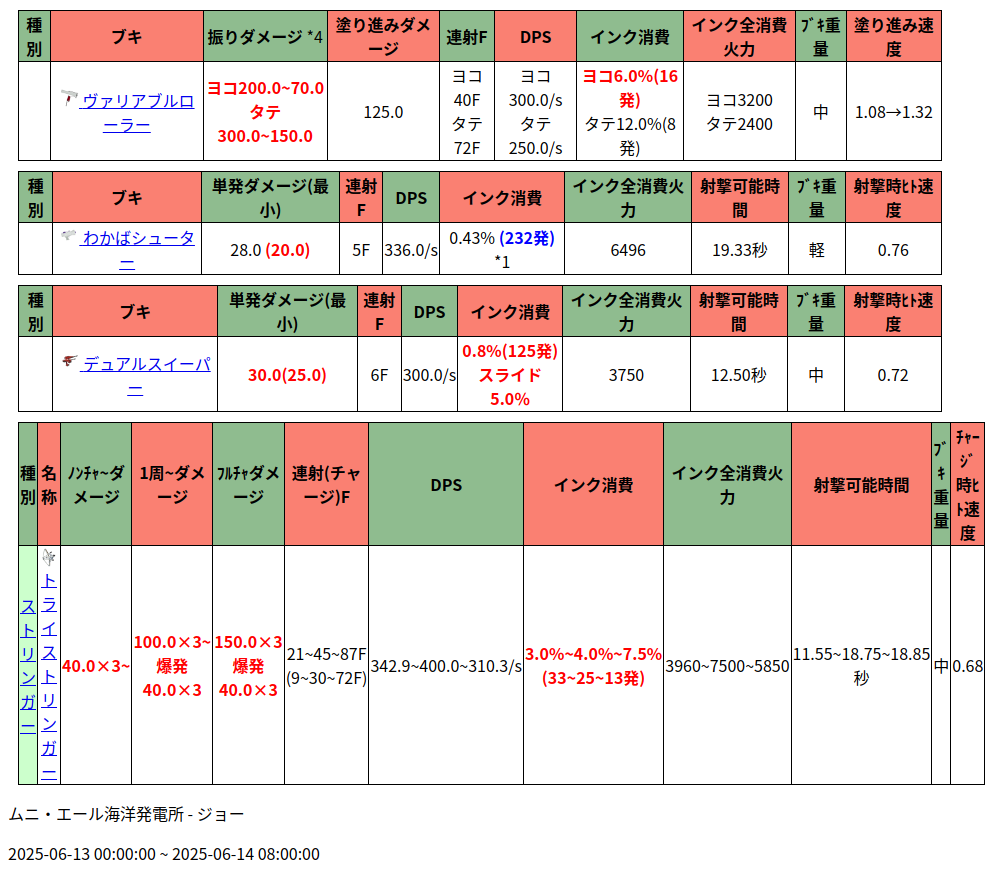 種別 ブキ 振りダメージ *4 塗り進みダメージ 連射F DPS インク消費 インク全消費火力 ﾌﾞｷ重量 塗り進み速度
ヴァリアブルローラー ヨコ200.0~70.0 タテ 300.0~150.0 125.0 ヨコ 40F タテ 72F ヨコ 300.0/s タテ 250.0/s ヨコ6.0%(16発) タテ12.0%(8発) ヨコ3200 タテ2400 中 1.08→1.32
種別 ブキ 単発ダメージ(最小) 連射F DPS インク消費 インク全消費火力 射撃可能時間 ﾌﾞｷ重量 射撃時ﾋﾄ速度
わかばシューター 28.0 (20.0) 5F 336.0/s 0.43% (232発) *1 6496 19.33秒 軽 0.76
種別 ブキ 単発ダメージ(最小) 連射F DPS インク消費 インク全消費火力 射撃可能時間 ﾌﾞｷ重量 射撃時ﾋﾄ速度
デュアルスイーパー 30.0(25.0) 6F 300.0/s 0.8%(125発) スライド 5.0% 3750 12.50秒 中 0.72
種別 名称 ﾉﾝﾁｬ~ダメージ 1周~ダメージ ﾌﾙﾁｬダメージ 連射(チャージ)F DPS インク消費 インク全消費火力 射撃可能時間 ﾌﾞｷ重量 ﾁｬｰｼﾞ時ﾋﾄ速度
ストリンガー トライストリンガー 40.0×3~ 100.0×3~ 爆発 40.0×3 150.0×3 爆発 40.0×3 21~45~87F (9~30~72F) 342.9~400.0~310.3/s 3.0%~4.0%~7.5% (33~25~13発) 3960~7500~5850 11.55~18.75~18.85秒 中 0.68
ムニ・エール海洋発電所 - ジョー
2025-06-13 00:00:00 ~ 2025-06-14 08:00:00